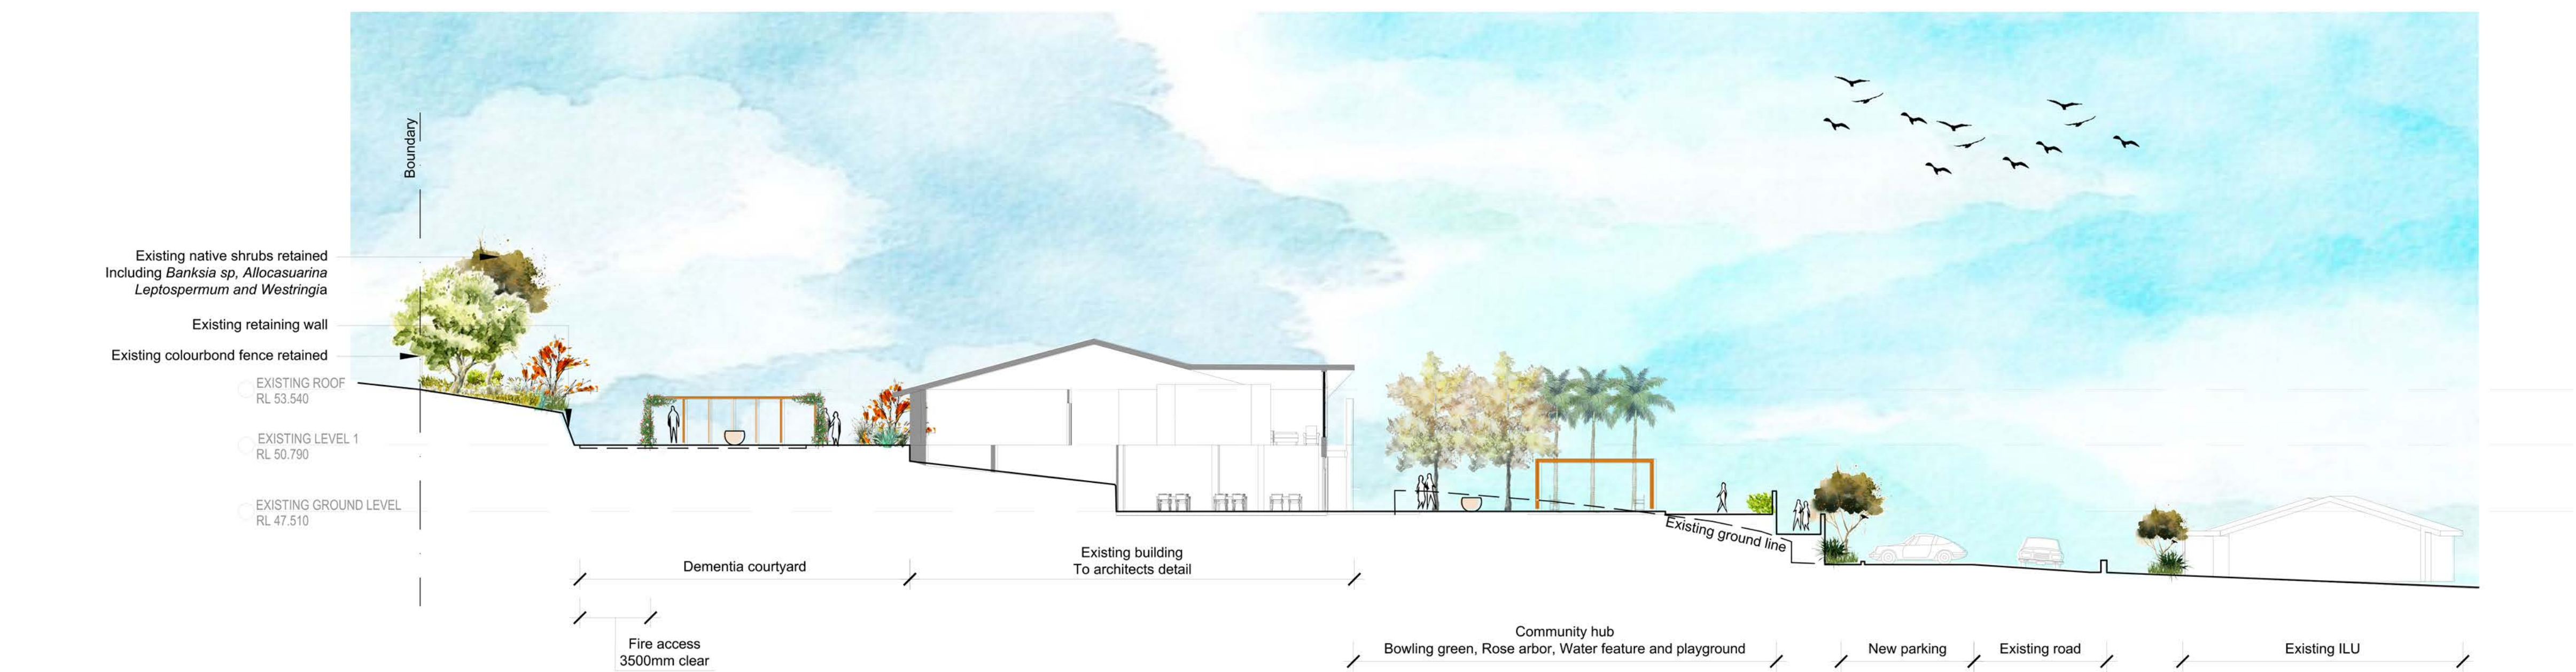 Boundary
Existing native shrubs retained
Including Banksia sp, Allocasuarina
Leptospermum and Westringia
Existing retaining wall
Existing colourbond fence retained
EXISTING ROOF
RL 53.540
EXISTING LEVEL 1
RL 50.790
EXISTING GROUND LEVEL
RL 47.510
Existing ground line
Dementia courtyard
Existing building
To architects detail
Fire access
3500mm clear
Community hub
Bowling green, Rose arbor, Water feature and playground
New parking
Existing road
Existing ILU